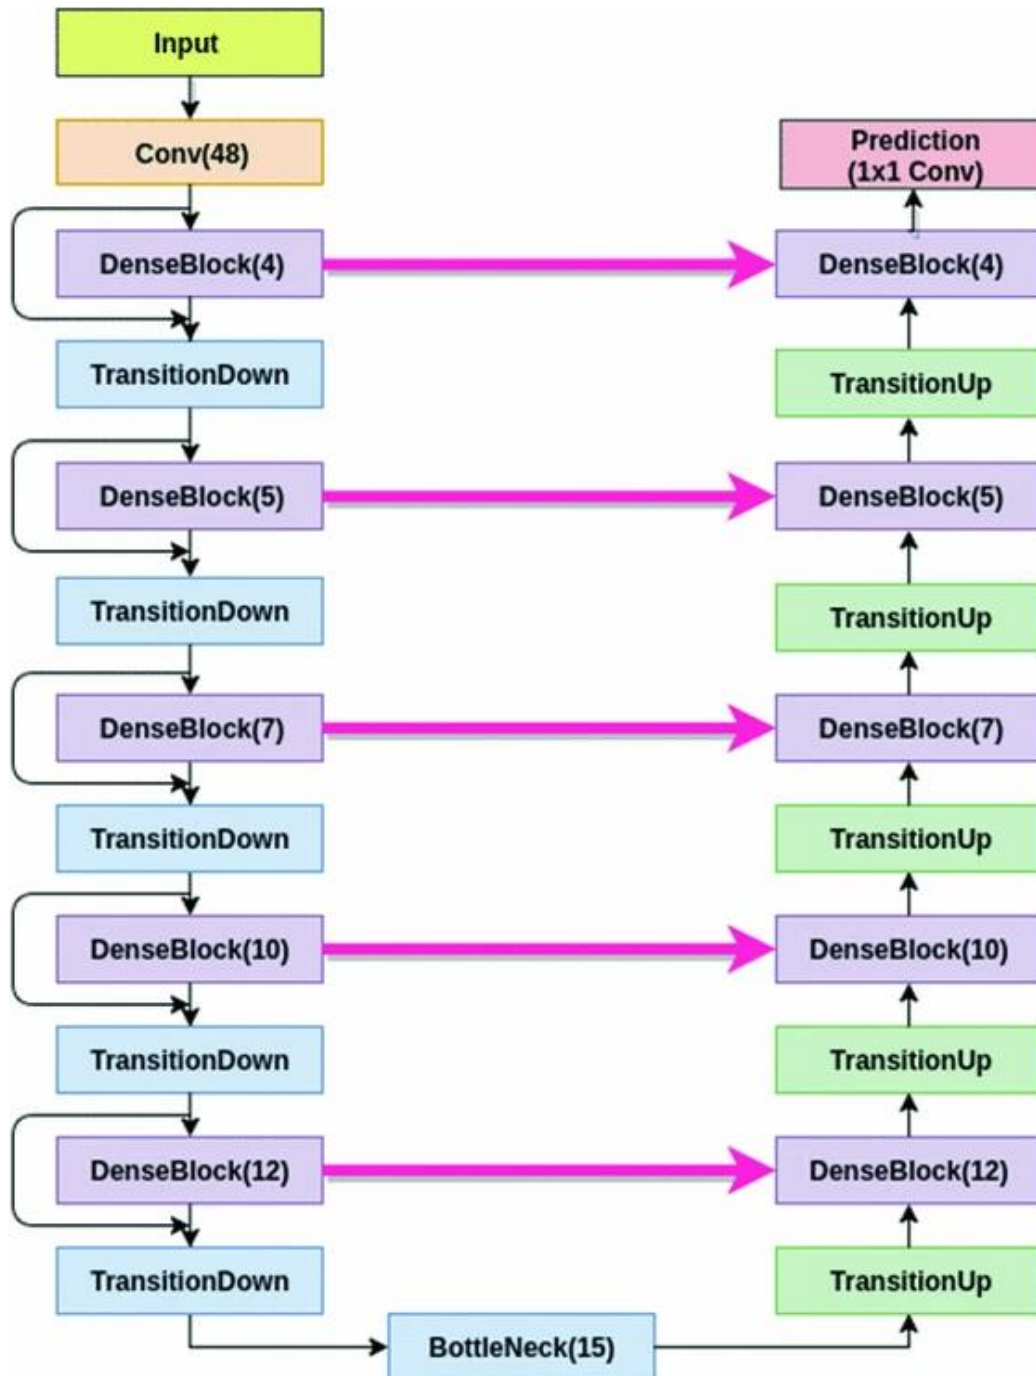 Input
Conv(48)
DenseBlock(4)
TransitionDown
DenseBlock(5)
TransitionDown
DenseBlock(7)
TransitionDown
DenseBlock(10)
TransitionDown
DenseBlock(12)
TransitionDown
BottleNeck(15)
Prediction
(1x1 Conv)
DenseBlock(4)
TransitionUp
DenseBlock(5)
TransitionUp
DenseBlock(7)
TransitionUp
DenseBlock(10)
TransitionUp
DenseBlock(12)
TransitionUp